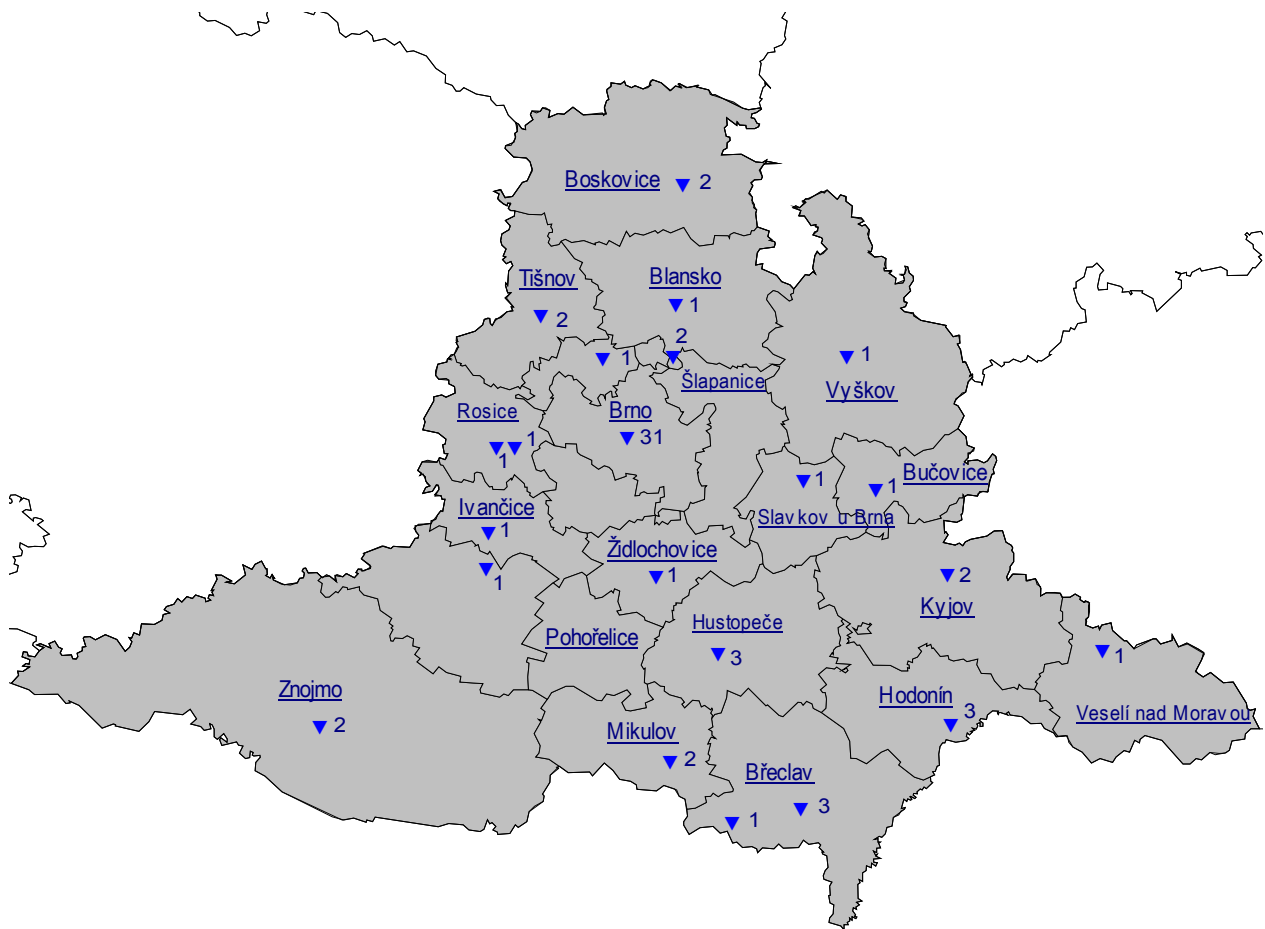 Boskovice 2
Tišnov
2
Blansko
1
2
1
Šlapanice
1
Vyškov
Rosice
1
1
Brno
31
Bučovice
1
1
Slavkov u Brna
Ivančice
1
1
Židlochovice
1
2
Kyjov
Pohořelice
Hustopeče
3
1
Veselí nad Moravou
Hodonín
3
Znojmo
2
Mikulov
2
Břeclav
3
1